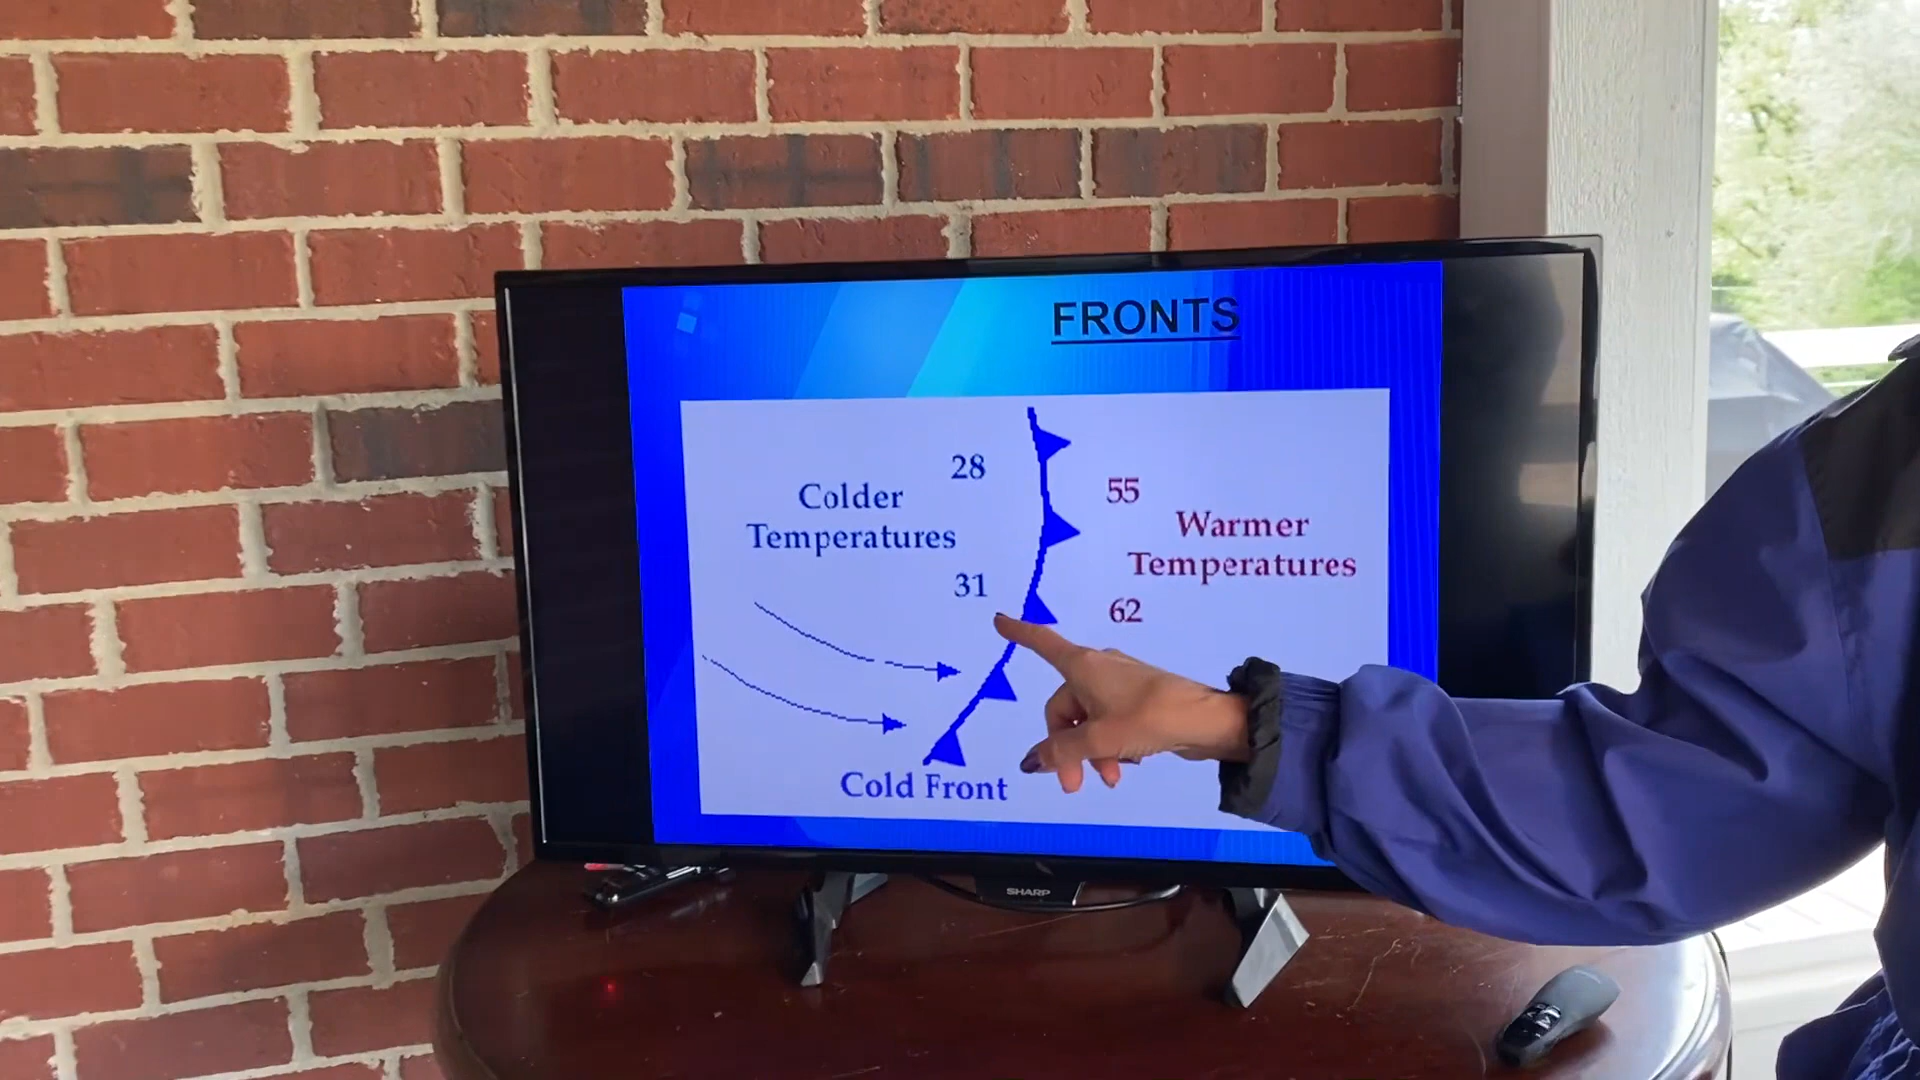 FRONTS
28
Colder
Temperatures
31
55
Warmer
Temperatures
62
Cold Front
SHARP